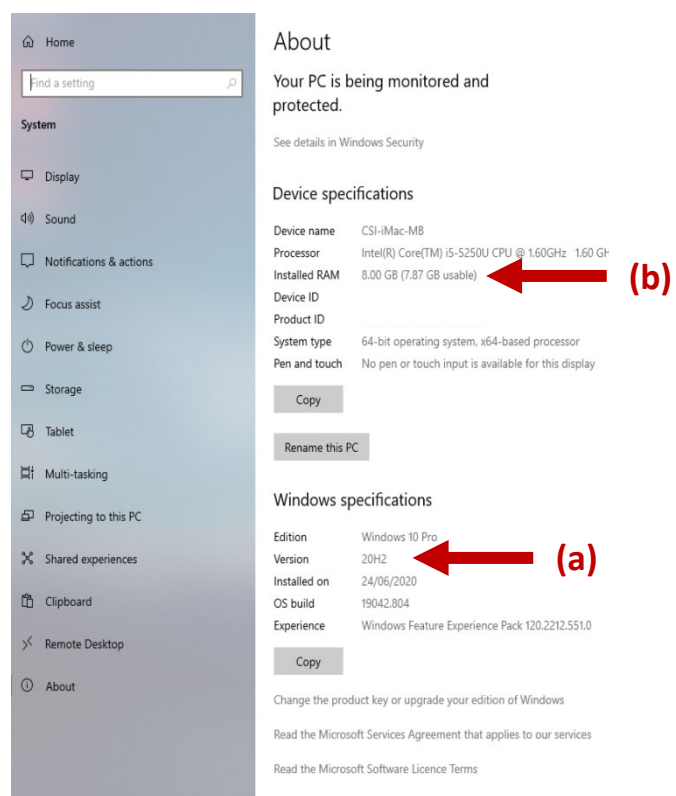 Home
Find a setting
System
Display
Sound
Notifications & actions
Focus assist
Power & sleep
Storage
Tablet
Multi-tasking
Projecting to this PC
Shared experiences
Clipboard
Remote Desktop
About
About
Your PC is being monitored and
protected.
See details in Windows Security
Device specifications
Device name CSI-iMac-MB
Processor Intel(R) Core(TM) i5-5250U CPU @ 1.60GHz 1.60 GH
Installed RAM 8.00 GB (7.87 GB usable)
(b)
Device ID
Product ID
System type 64-bit operating system, x64-based processor
Pen and touch No pen or touch input is available for this display
Copy
Rename this PC
Windows specifications
Edition Windows 10 Pro
Version 20H2
(a)
Installed on 24/06/2020
OS build 19042.804
Experience Windows Feature Experience Pack 120.2212.551.0
Copy
Change the product key or upgrade your edition of Windows
Read the Microsoft Services Agreement that applies to our services
Read the Microsoft Software Licence Terms